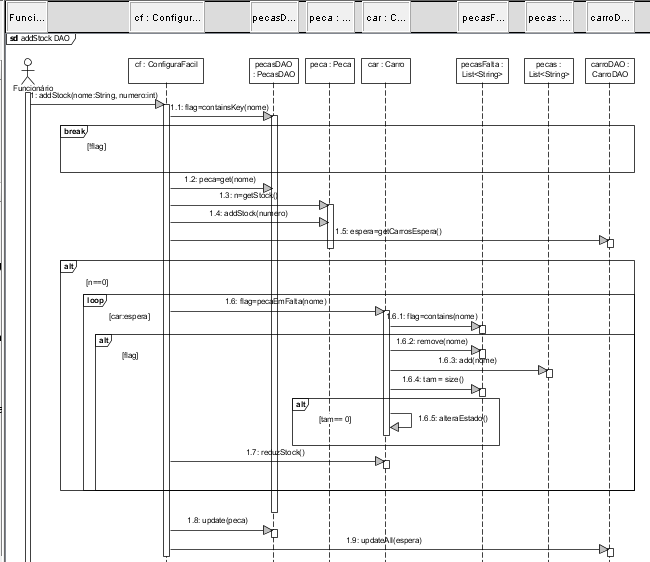 Funci...
cf : Configur...
pecasD...
peca : ...
car : C...
pecasF...
pecas :...
carroD...
sd addStock DAO
cf : ConfiguraFacil
pecasDAO
: PecasDAO
peca : Peca
car : Carro
pecasFalta :
List<String>
pecas :
List<String>
carroDAO :
CarroDAO
Funcionário
1: addStock(nome:String, numero:int)
1.1: flag=containsKey(nome)
break
[!flag]
1.2: peca=get(nome)
1.3: n=getStock()
1.4: addStock(numero)
1.5: espera=getCarrosEspera()
alt
[n==0]
loop
[car:espera]
1.6: flag=pecaEmFalta(nome)
1.6.1: flag=contains(nome)
alt
[flag]
1.6.2: remove(nome)
1.6.3: add(nome)
1.6.4: tam = size()
alt
[tam== 0]
1.6.5: alteraEstado()
1.7: reduzStock()
1.8: update(peca)
1.9: updateAll(espera)